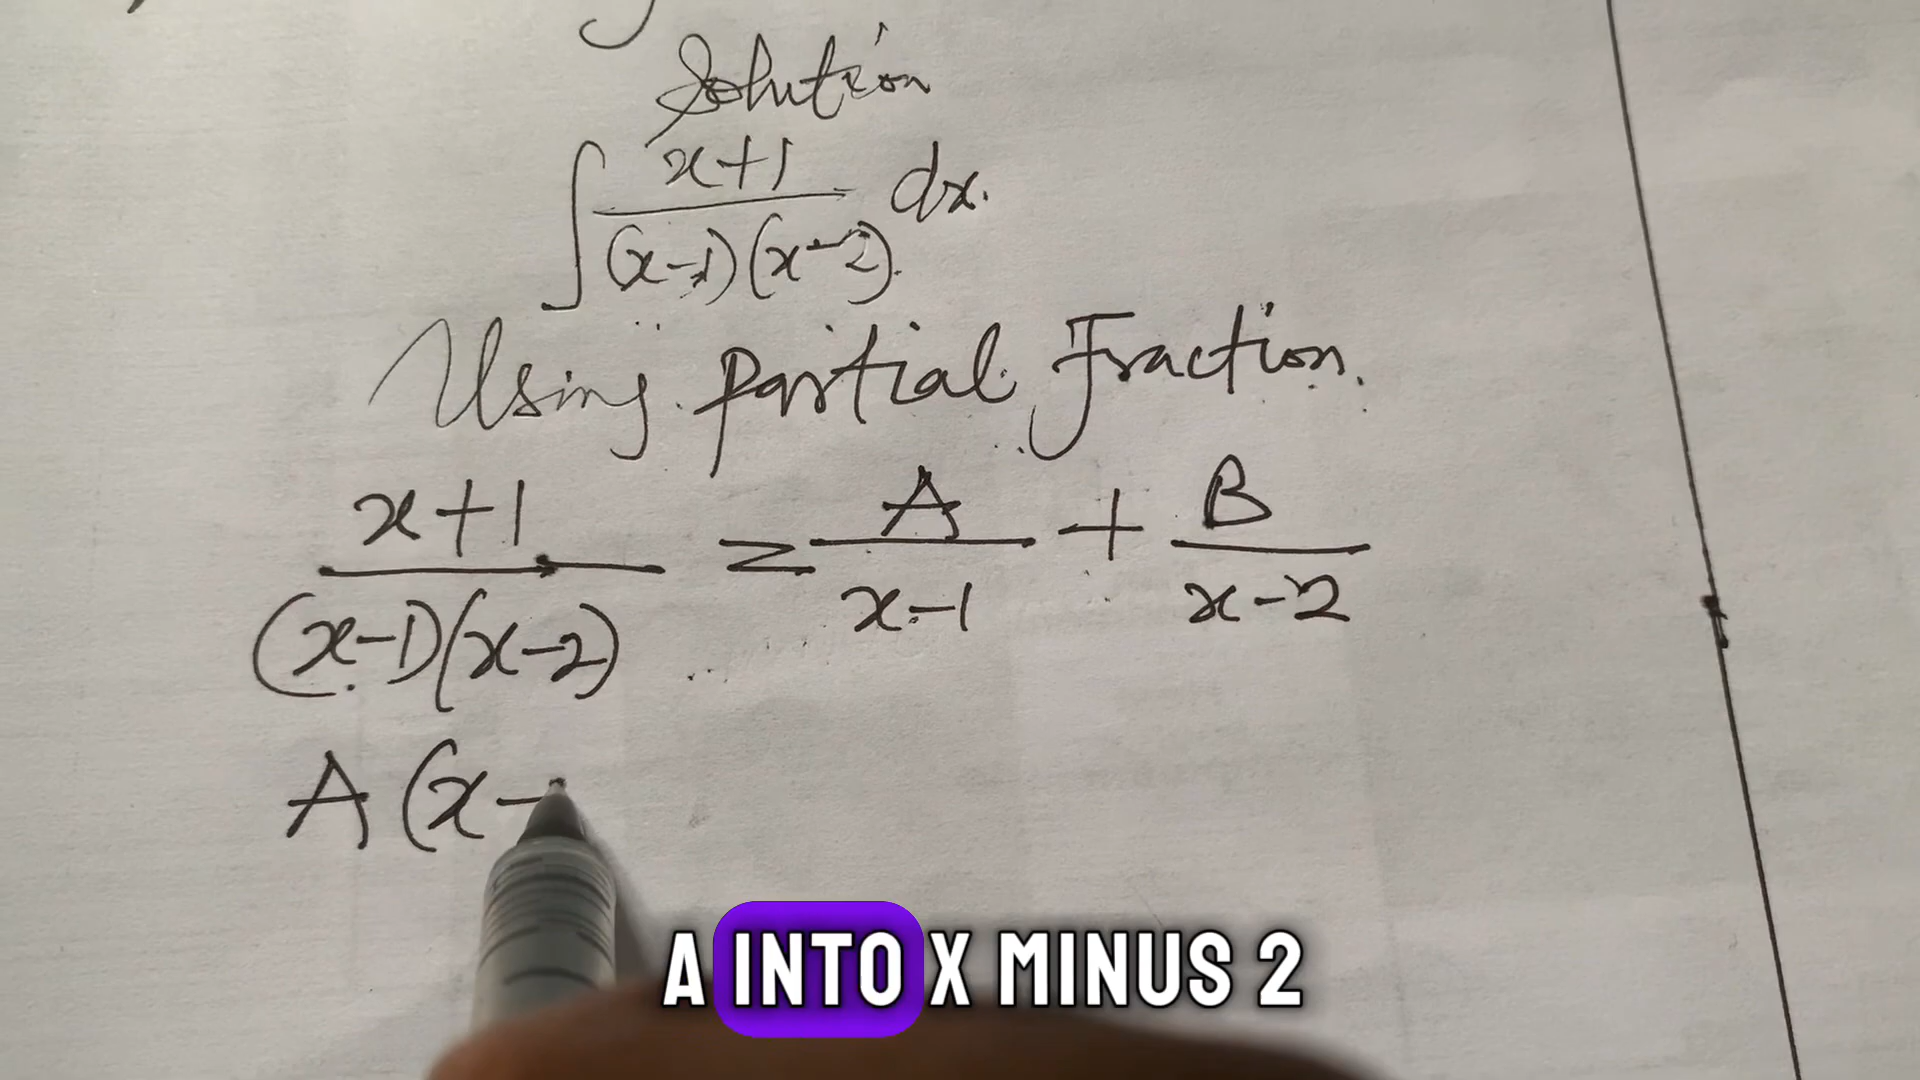 Solution
∫ x+1 / (x-1)(x-2) dx.
Using Partial Fraction.
x+1 / (x-1)(x-2) = A / x-1 + B / x-2
A (x -
A INTO X MINUS 2